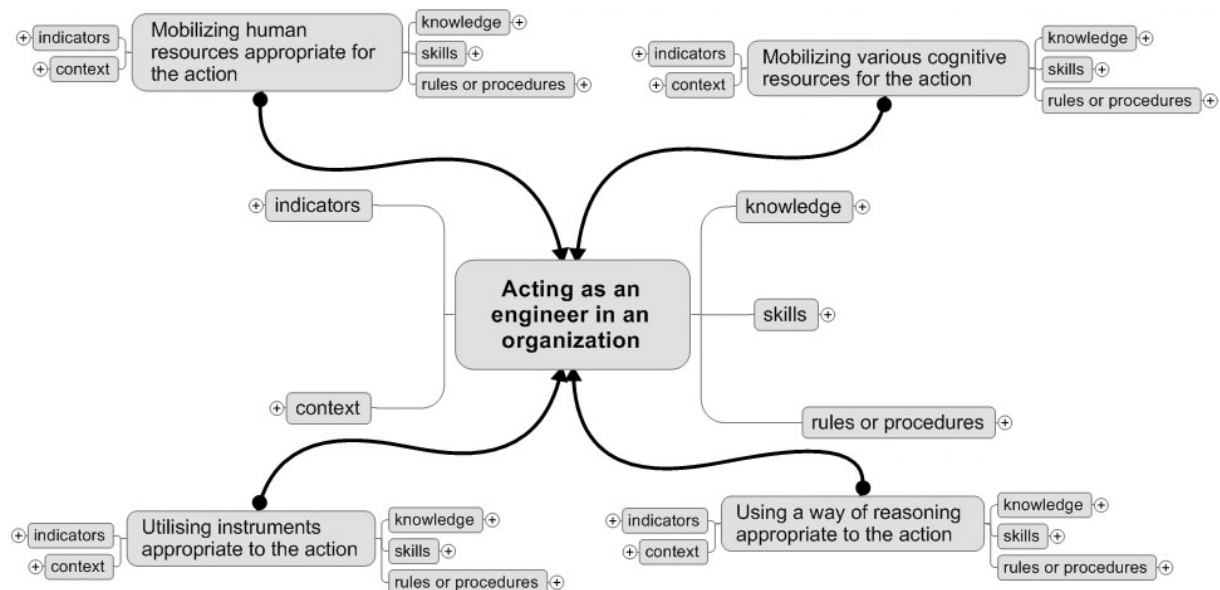 Mobilizing human
resources appropriate for
the action
indicators
context
knowledge
skills
rules or procedures
Mobilizing various cognitive
resources for the action
indicators
context
knowledge
skills
rules or procedures
Acting as an
engineer in an
organization
indicators
context
knowledge
skills
rules or procedures
Utilising instruments
appropriate to the action
indicators
context
knowledge
skills
rules or procedures
Using a way of reasoning
appropriate to the action
indicators
context
knowledge
skills
rules or procedures